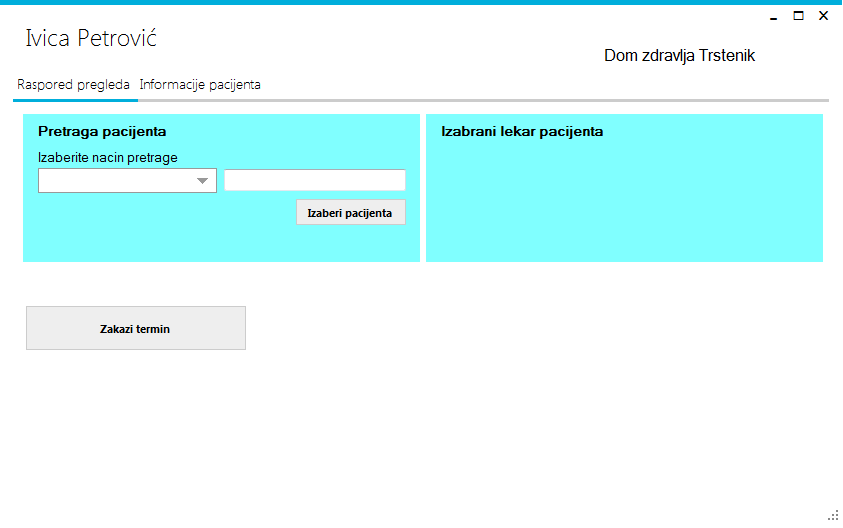 Ivica Petrović
Dom zdravlja Trstenik
Raspored pregleda
Informacije pacijenta
Pretraga pacijenta
Izaberite nacin pretrage
Izaberi pacijenta
Izabrani lekar pacijenta
Zakazi termin